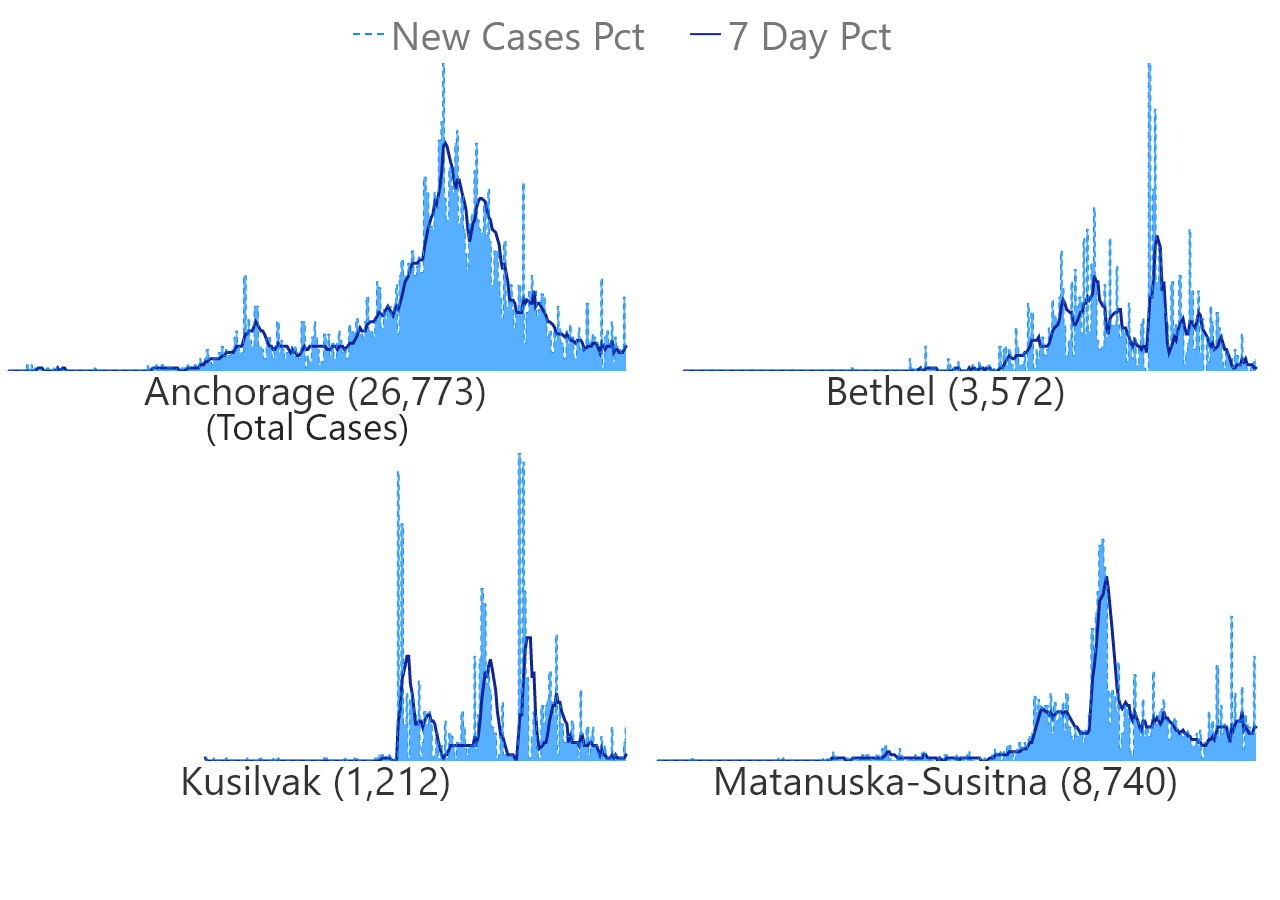 New Cases Pct 7 Day Pct
Anchorage (26,773) Bethel (3,572)
(Total Cases)
Kusilvak (1,212) Matanuska-Susitna (8,740)